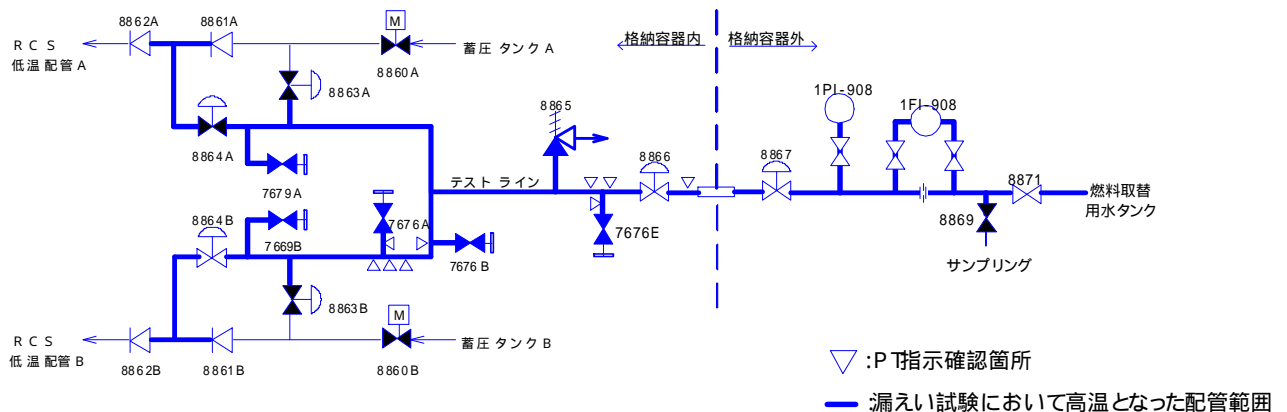 8862A
8861A
M
RCS
低温配管A
蓄圧タンクA
8860A
8863A
8864A
7679A
格納容器内
格納容器外
1PI-908
1FI-908
8865
8866
8867
8871
テストライン
燃料取替
用水タンク
8869
サンプリング
7676E
8864B
7669B
7676A
7676B
8863B
M
RCS
低温配管B
蓄圧タンクB
8862B
8861B
8860B
:PT指示確認箇所
:漏えい試験において高温となった配管範囲